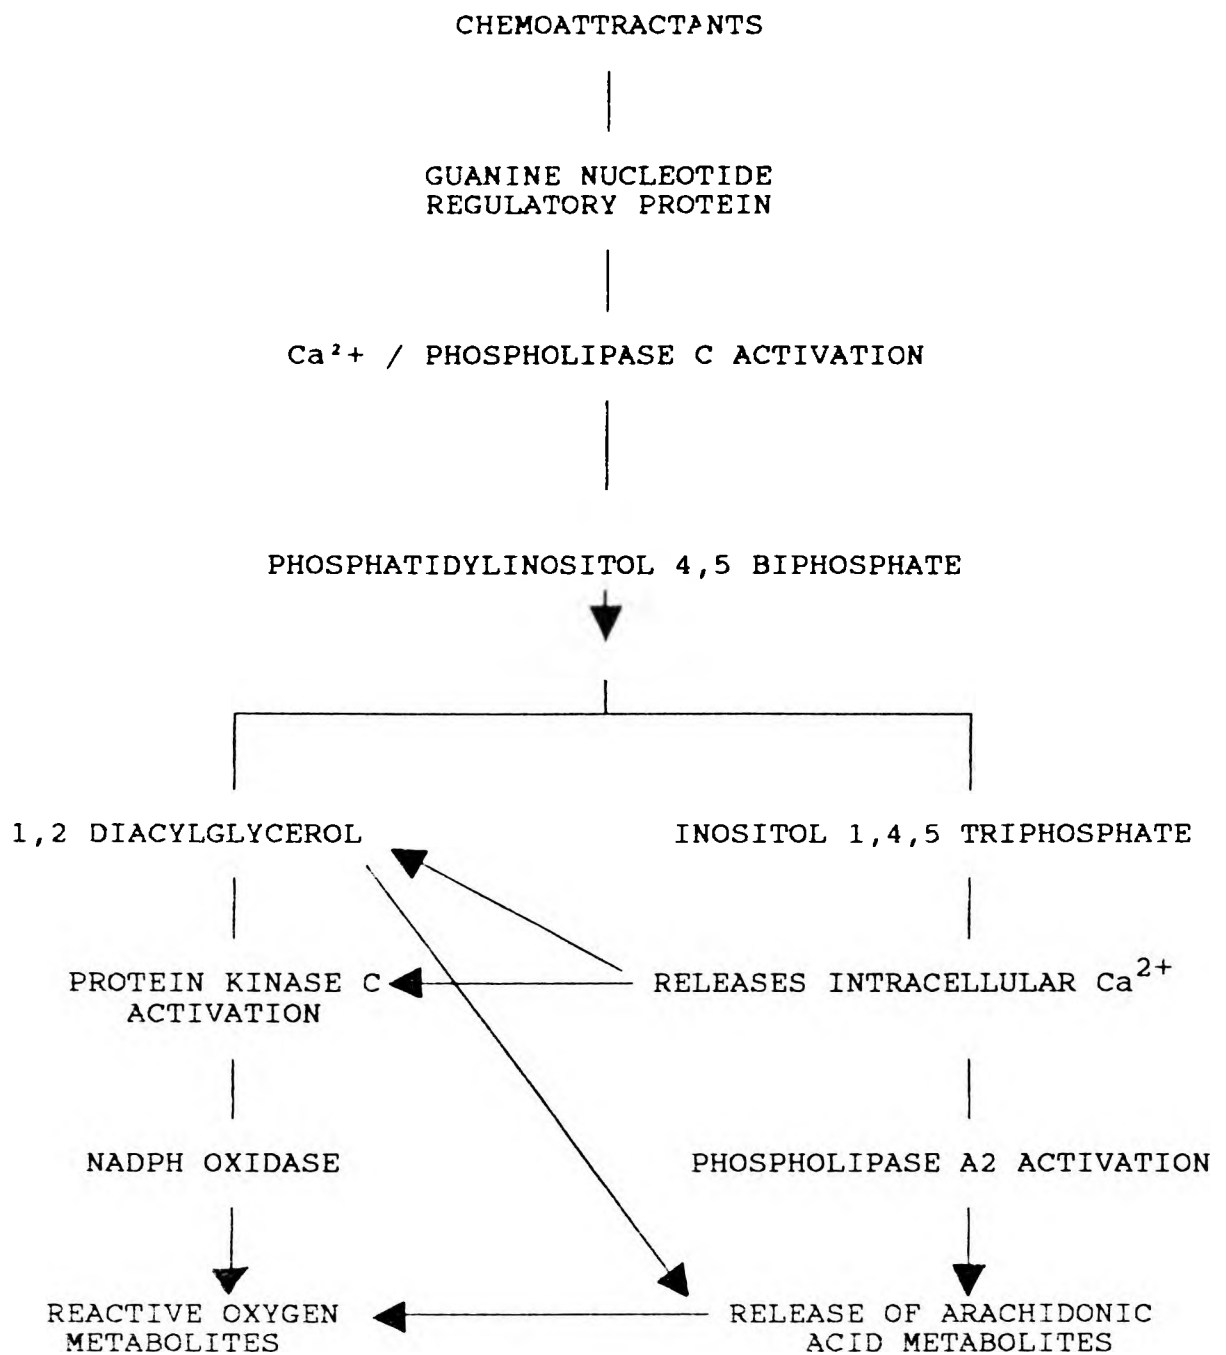 CHEMOATTRACTANTS
GUANINE NUCLEOTIDE
REGULATORY PROTEIN
Ca²+ / PHOSPHOLIPASE C ACTIVATION
PHOSPHATIDYLINOSITOL 4,5 BIPHOSPHATE
1,2 DIACYLGLYCEROL
INOSITOL 1,4,5 TRIPHOSPHATE
PROTEIN KINASE C
ACTIVATION
RELEASES INTRACELLULAR Ca²⁺
NADPH OXIDASE
PHOSPHOLIPASE A2 ACTIVATION
REACTIVE OXYGEN
METABOLITES
RELEASE OF ARACHIDONIC
ACID METABOLITES